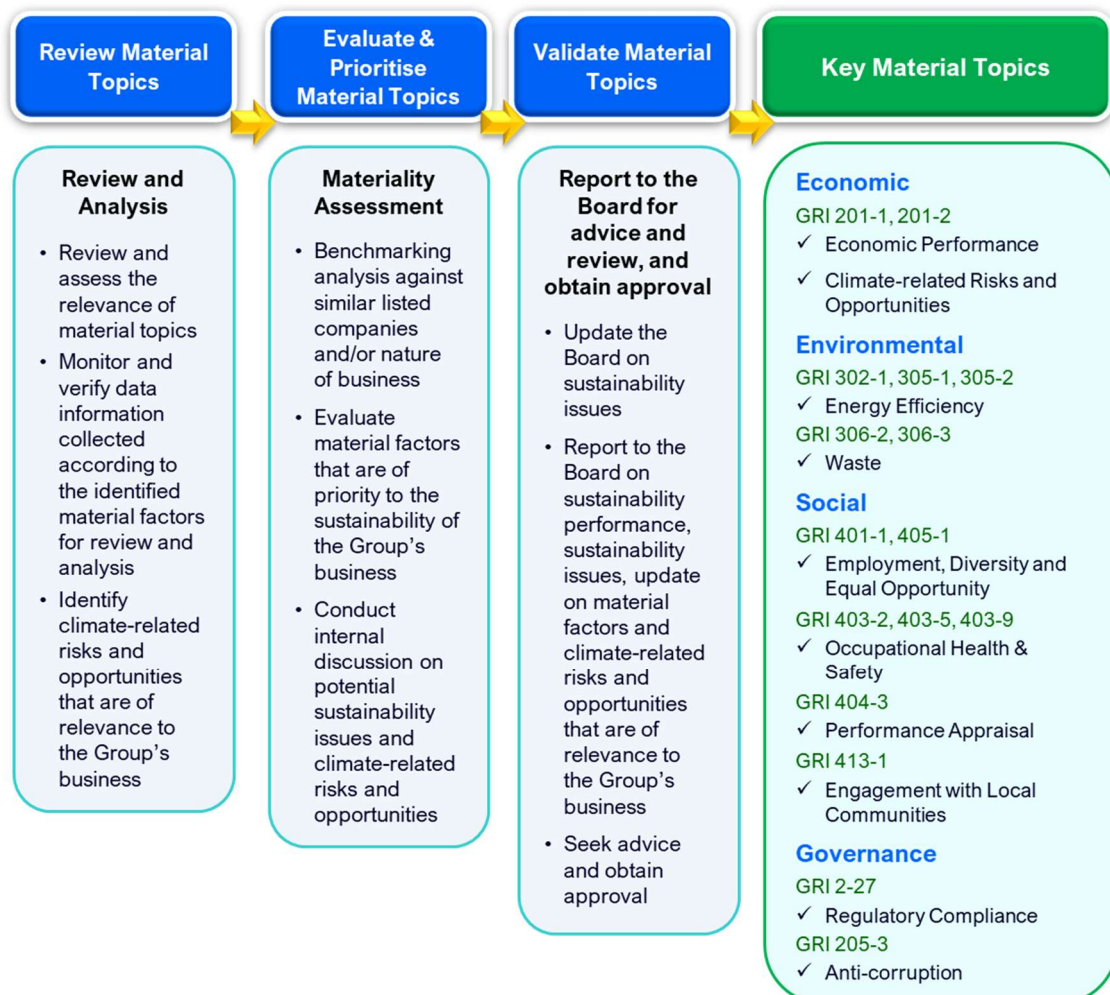 Review Material
Topics
Evaluate &
Prioritise
Material Topics
Validate Material
Topics
Key Material Topics
Review and
Analysis
• Review and
assess the
relevance of
material topics
• Monitor and
verify data
information
collected
according to
the identified
material factors
for review and
analysis
• Identify
climate-related
risks and
opportunities
that are of
relevance to
the Group’s
business
Materiality
Assessment
• Benchmarking
analysis against
similar listed
companies
and/or nature
of business
• Evaluate
material factors
that are of
priority to the
sustainability of
the Group’s
business
• Conduct
internal
discussion on
potential
sustainability
issues and
climate-related
risks and
opportunities
Report to the
Board for
advice and
review, and
obtain approval
• Update the
Board on
sustainability
issues
• Report to the
Board on
sustainability
performance,
sustainability
issues, update
on material
factors and
climate-related
risks and
opportunities
that are of
relevance to
the Group’s
business
• Seek advice
and obtain
approval
Economic
GRI 201-1, 201-2
✓ Economic Performance
✓ Climate-related Risks and
Opportunities
Environmental
GRI 302-1, 305-1, 305-2
✓ Energy Efficiency
GRI 306-2, 306-3
✓ Waste
Social
GRI 401-1, 405-1
✓ Employment, Diversity and
Equal Opportunity
GRI 403-2, 403-5, 403-9
✓ Occupational Health &
Safety
GRI 404-3
✓ Performance Appraisal
GRI 413-1
✓ Engagement with Local
Communities
Governance
GRI 2-27
✓ Regulatory Compliance
GRI 205-3
✓ Anti-corruption